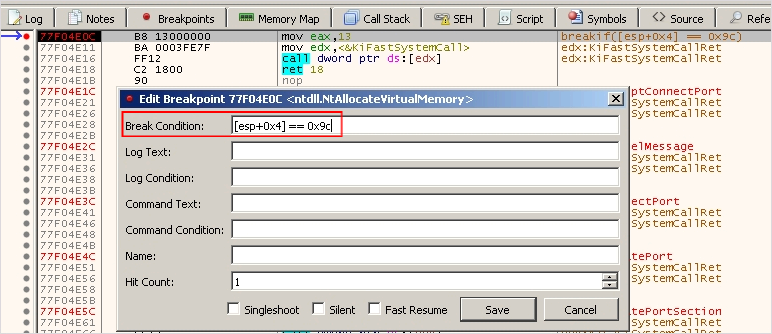 Log Notes Breakpoints Memory Map Call Stack SEH Script Symbols Source Refe
77F04E0C B8 13000000 mov eax,13 breakif([esp+0x4] == 0x9c)
77F04E11 BA 0003FE7F mov edx,<&KiFastSystemCall> edx:KiFastSystemCallRet
77F04E16 FF12 call dword ptr ds:[edx] edx:KiFastSystemCallRet
77F04E18 C2 1800 ret 18
77F04E1B 90 nop
77F04E1C ptConnectPort
77F04E21 SystemCallRet
77F04E26 SystemCallRet
77F04E28
77F04E2B
77F04E2C elMessage
77F04E31 SystemCallRet
77F04E36 SystemCallRet
77F04E38
77F04E3B
77F04E3C ectPort
77F04E41 SystemCallRet
77F04E46 SystemCallRet
77F04E48
77F04E4B
77F04E4C atePort
77F04E51 SystemCallRet
77F04E56 SystemCallRet
77F04E58
77F04E5B
77F04E5C atePortSection
77F04E61 SystemCallRet
Edit Breakpoint 77F04E0C <ntdll.NtAllocateVirtualMemory>
Break Condition: [esp+0x4] == 0x9c
Log Text:
Log Condition:
Command Text:
Command Condition:
Name:
Hit Count: 1
Singleshoot Silent Fast Resume Save Cancel